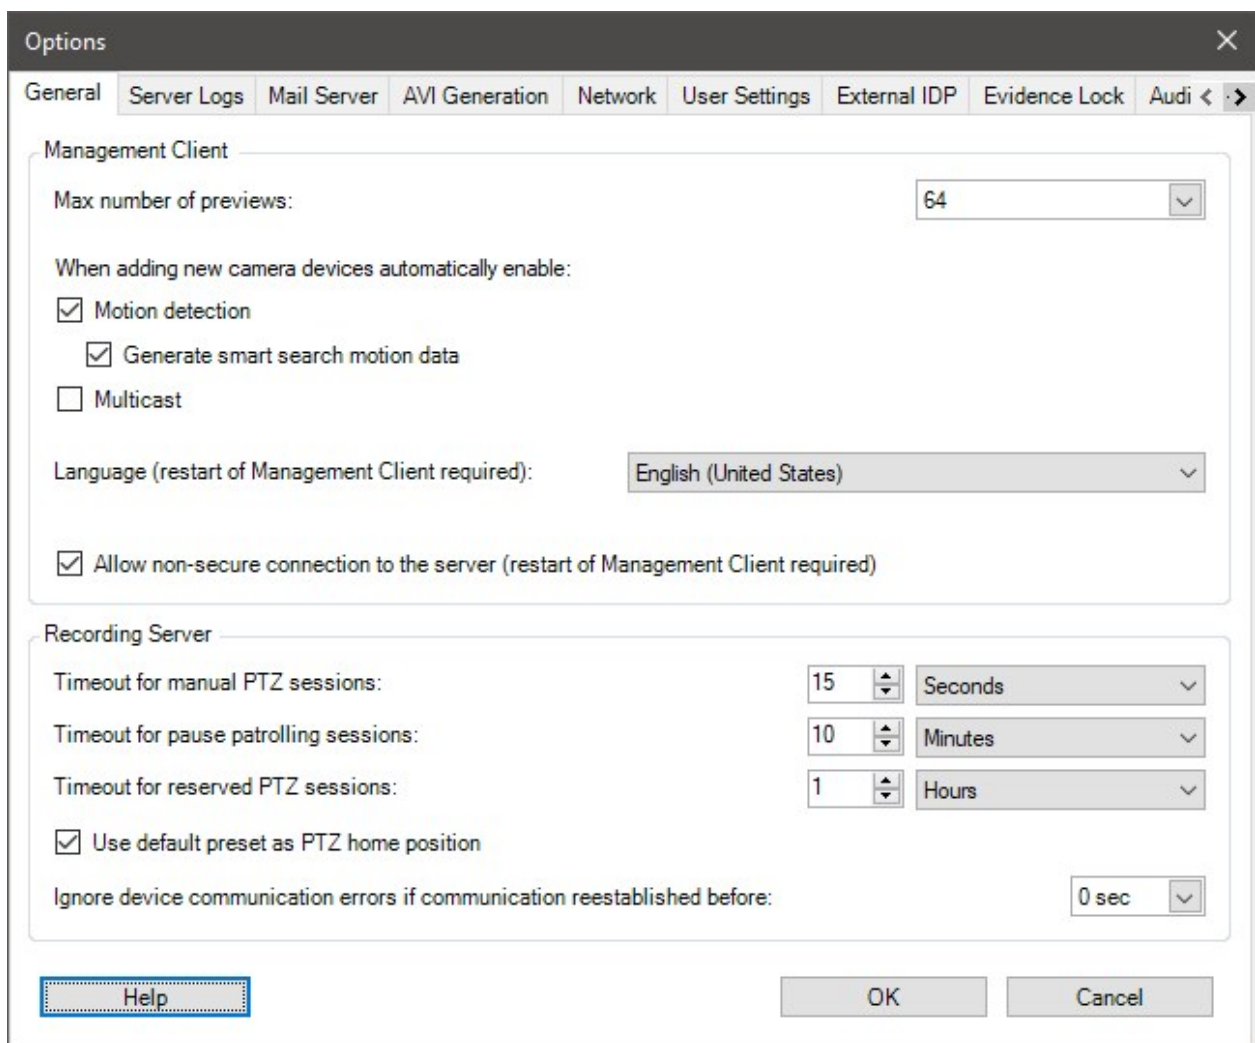 Options
General Server Logs Mail Server AVI Generation Network User Settings External IDP Evidence Lock Audi
Management Client
Max number of previews: 64
When adding new camera devices automatically enable:
Motion detection
Generate smart search motion data
Multicast
Language (restart of Management Client required): English (United States)
Allow non-secure connection to the server (restart of Management Client required)
Recording Server
Timeout for manual PTZ sessions: 15 Seconds
Timeout for pause patrolling sessions: 10 Minutes
Timeout for reserved PTZ sessions: 1 Hours
Use default preset as PTZ home position
Ignore device communication errors if communication reestablished before: 0 sec
Help OK Cancel